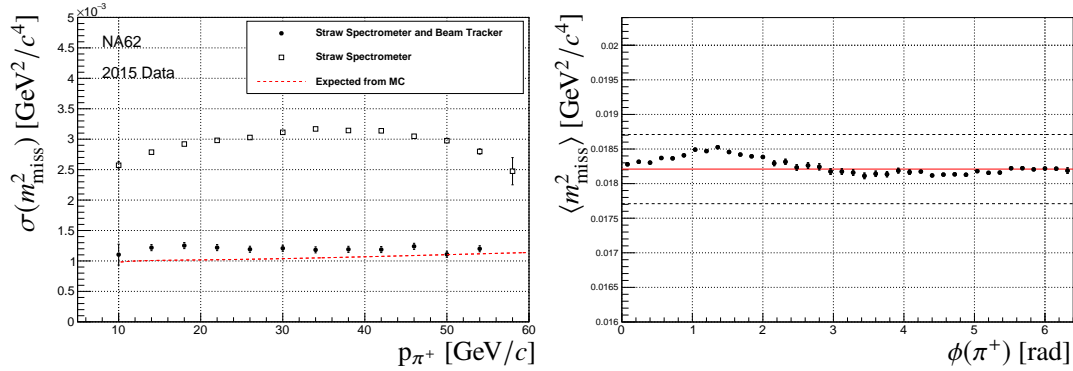 ×10⁻³
5
4.5
4
3.5
3
2.5
2
1.5
1
0.5
0
σ(m²miss) [GeV²/c⁴]
NA62
2015 Data
Straw Spectrometer and Beam Tracker
Straw Spectrometer
Expected from MC
10 20 30 40 50 60
pπ+ [GeV/c]
⟨m²miss⟩ [GeV²/c⁴]
0.02
0.0195
0.019
0.0185
0.018
0.0175
0.017
0.0165
0.016
0 1 2 3 4 5 6
ϕ(π⁺) [rad]